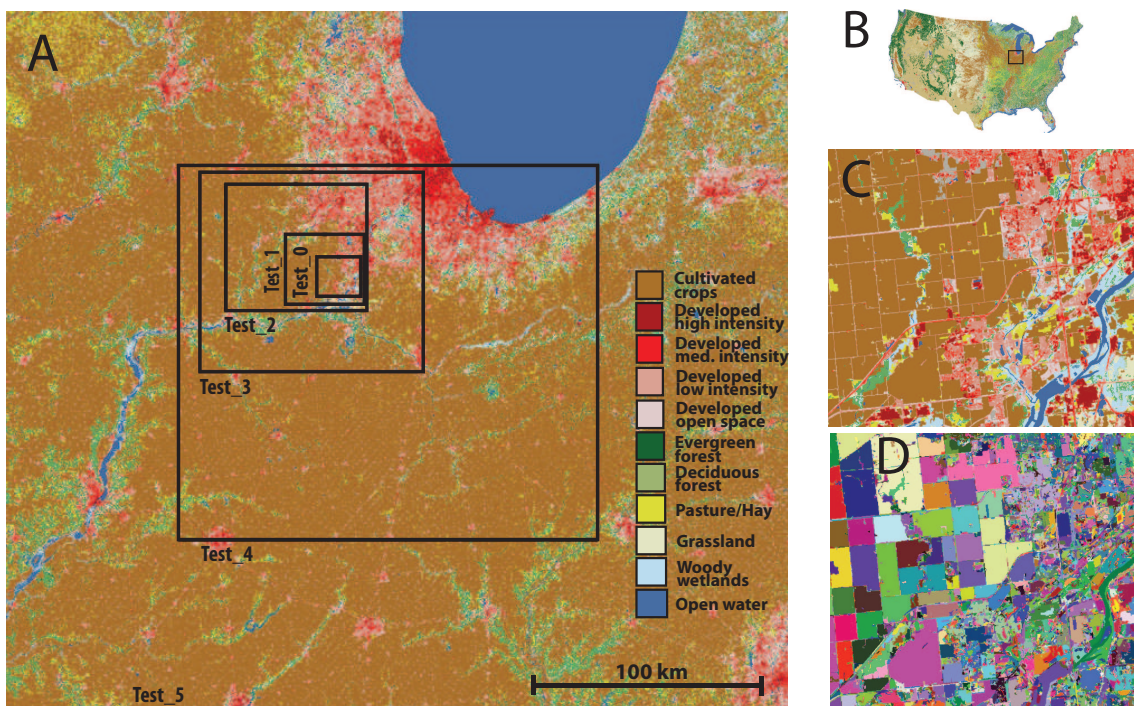 A
B
C
D
Test_1
Test_0
Test_2
Test_3
Test_4
Test_5
Cultivated
crops
Developed
high intensity
Developed
med. intensity
Developed
low intensity
Developed
open space
Evergreen
forest
Deciduous
forest
Pasture/Hay
Grassland
Woody
wetlands
Open water
100 km